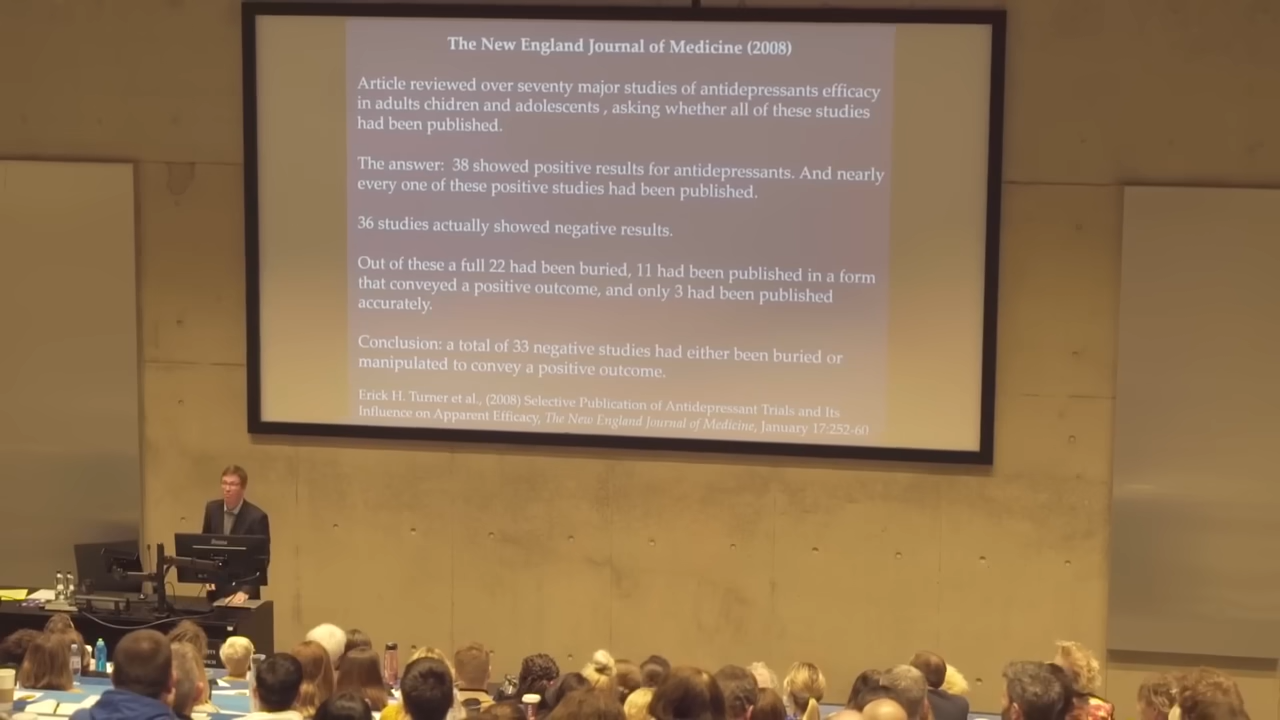 The New England Journal of Medicine (2008)
Article reviewed over seventy major studies of antidepressants efficacy
in adults chidren and adolescents , asking whether all of these studies
had been published.
The answer: 38 showed positive results for antidepressants. And nearly
every one of these positive studies had been published.
36 studies actually showed negative results.
Out of these a full 22 had been buried, 11 had been published in a form
that conveyed a positive outcome, and only 3 had been published
accurately.
Conclusion: a total of 33 negative studies had either been buried or
manipulated to convey a positive outcome.
Erick H. Turner et al., (2008) Selective Publication of Antidepressant Trials and Its
Influence on Apparent Efficacy, The New England Journal of Medicine, January 17:252-60